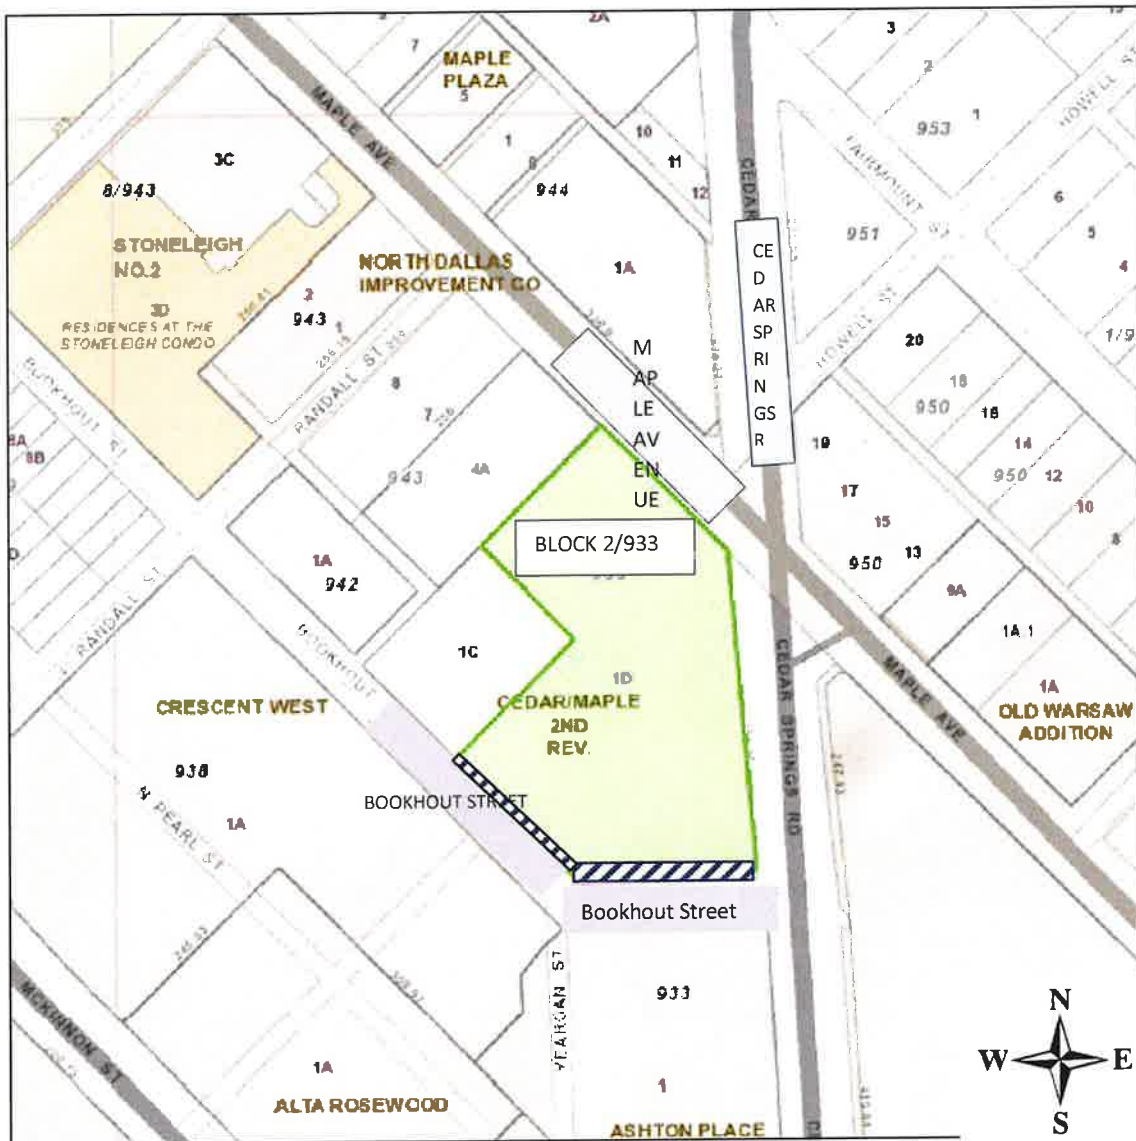 2A
3
7
MAPLE
PLAZA
5
2
HOWELL ST
953
1
MAPLE AVE
10
1
11
3C
8
944
12
CEDAR
FAIRMOUNT ST
6
8/943
951
5
STONELEIGH
NO.2
NORTH DALLAS
IMPROVEMENT CO
1A
CE
D
AR
SP
RI
N
GS
R
4
3D
RESIDENCES AT THE
STONELEIGH CONDO
2
943
1
RANDALL ST
HOWELL ST
M
AP
LE
AV
EN
UE
20
1/9
BOOKHOUT ST
8
7
18
950
16
8A
8B
943
4A
19
14
950
12
17
10
15
8
BLOCK 2/933
950
13
1A
942
9A
RANDALL ST
BOOKHOUT
1C
1A.1
1D
CEDAR SPRINGS RD
MAPLE AVE
CRESCENT WEST
CEDAR/MAPLE
2ND
REV.
1A
OLD WARSAW
ADDITION
938
N PEARL ST
1A
BOOKHOUT STREET
Bookhout Street
YEARGAN ST
933
MCKINNON ST
N
W
E
S
1A
1
ALTA ROSEWOOD
ASHTON PLACE